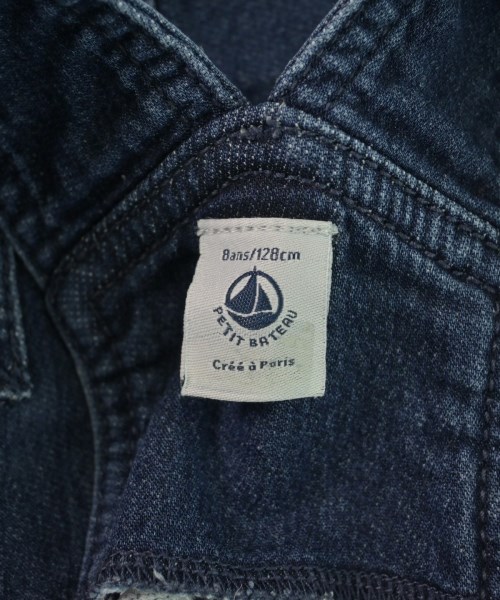 8ans/128cm
PETIT BATEAU
Créé à Paris